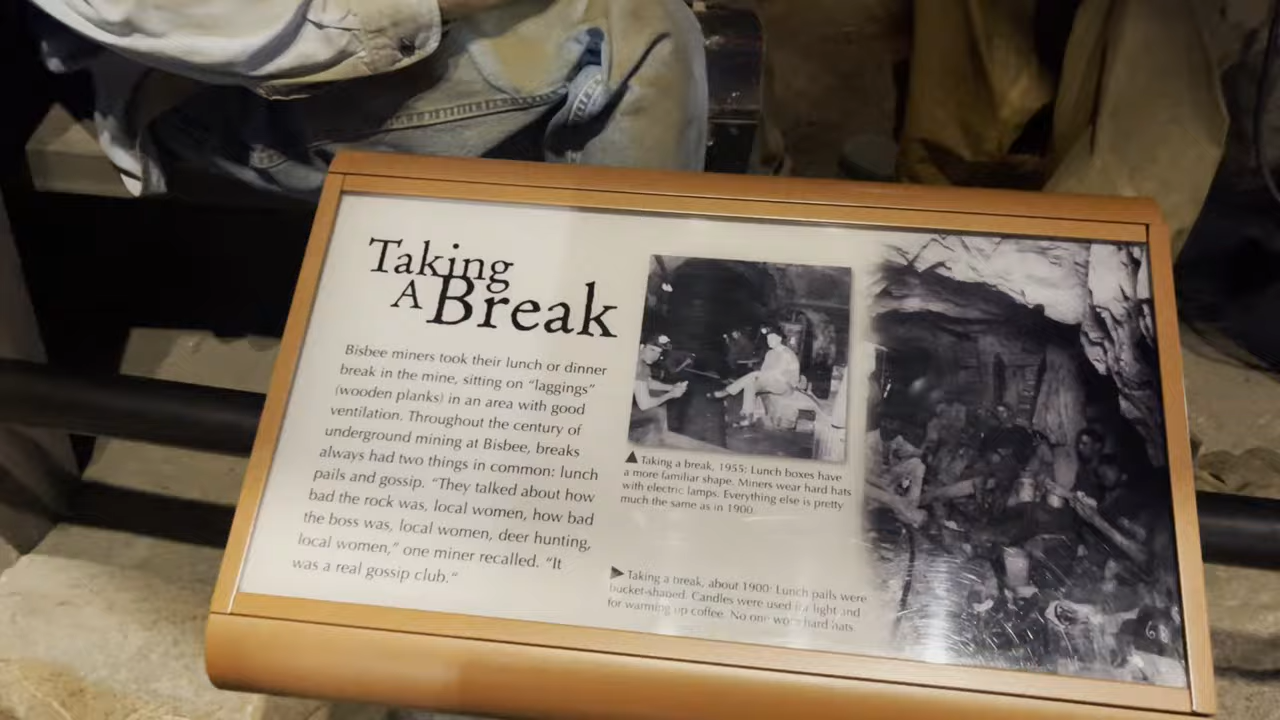 Taking
A Break
Bisbee miners took their lunch or dinner
break in the mine, sitting on “laggings”
(wooden planks) in an area with good
ventilation. Throughout the century of
underground mining at Bisbee, breaks
always had two things in common: lunch
pails and gossip. “They talked about how
bad the rock was, local women, how bad
the boss was, local women, deer hunting,
local women,” one miner recalled. “It
was a real gossip club.“
▲ Taking a break, 1955: Lunch boxes have
a more familiar shape. Miners wear hard hats
with electric lamps. Everything else is pretty
much the same as in 1900.
▶ Taking a break, about 1900: Lunch pails were
bucket-shaped. Candles were used for light and
for warming up coffee. No one wore hard hats.
68